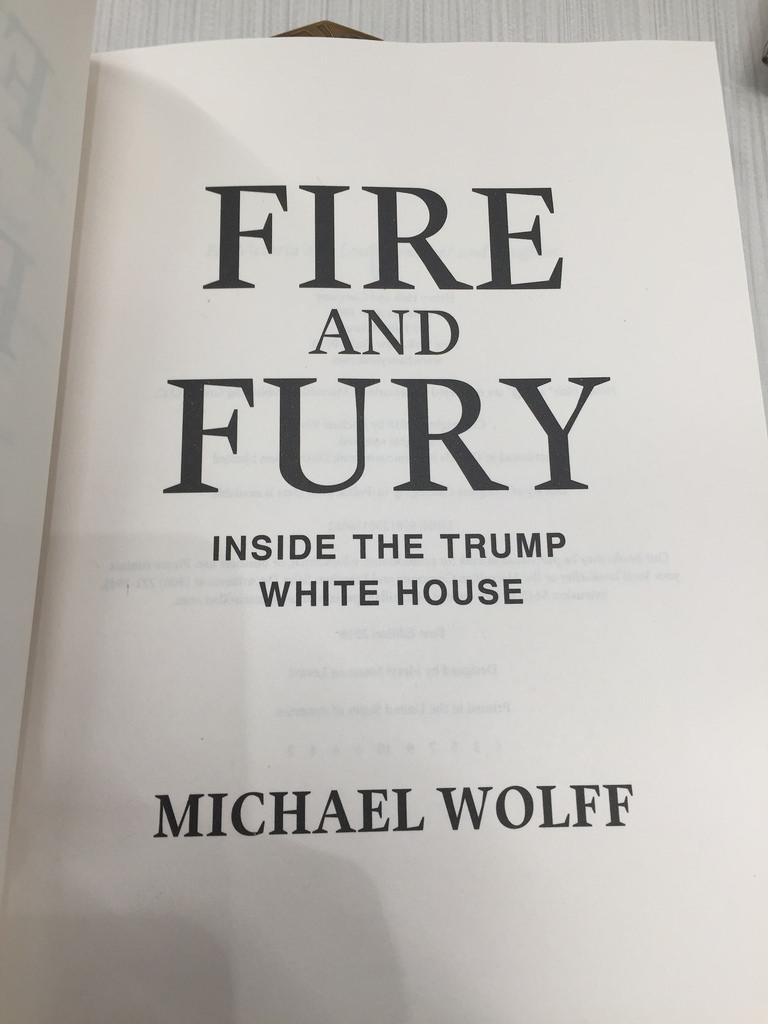 FIRE
AND
FURY
INSIDE THE TRUMP
WHITE HOUSE
MICHAEL WOLFF